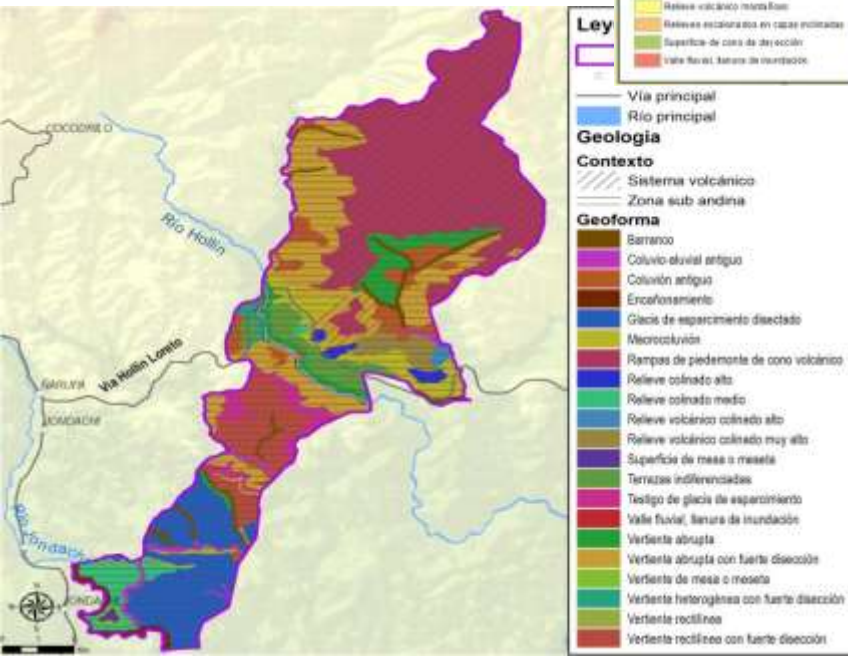 Relieve volcánico montañoso
Relieves escalonados en capas inclinadas
Superficie de cono de deyección
Valle fluvial, llanura de inundación
Ley
Vía principal
Río principal
Geología
Contexto
Sistema volcánico
Zona sub andina
Geoforma
Barranco
Coluvio aluvial antiguo
Coluvión antiguo
Encañonamiento
Glacis de esparcimiento disectado
Macrocoluvión
Rampas de piedemonte de cono volcánico
Relieve colinado alto
Relieve colinado medio
Relieve volcánico colinado alto
Relieve volcánico colinado muy alto
Superficie de mesa o meseta
Terrazas indiferenciadas
Testigo de glacis de esparcimiento
Valle fluvial, llanura de inundación
Vertiente abrupta
Vertiente abrupta con fuerte disección
Vertiente de mesa o meseta
Vertiente heterogénea con fuerte disección
Vertiente rectilínea
Vertiente rectilínea con fuerte disección
COCODRILO
Río Hollín
Vía Hollín Loreto
NARUPA
JONDACHI
Río Jondachi